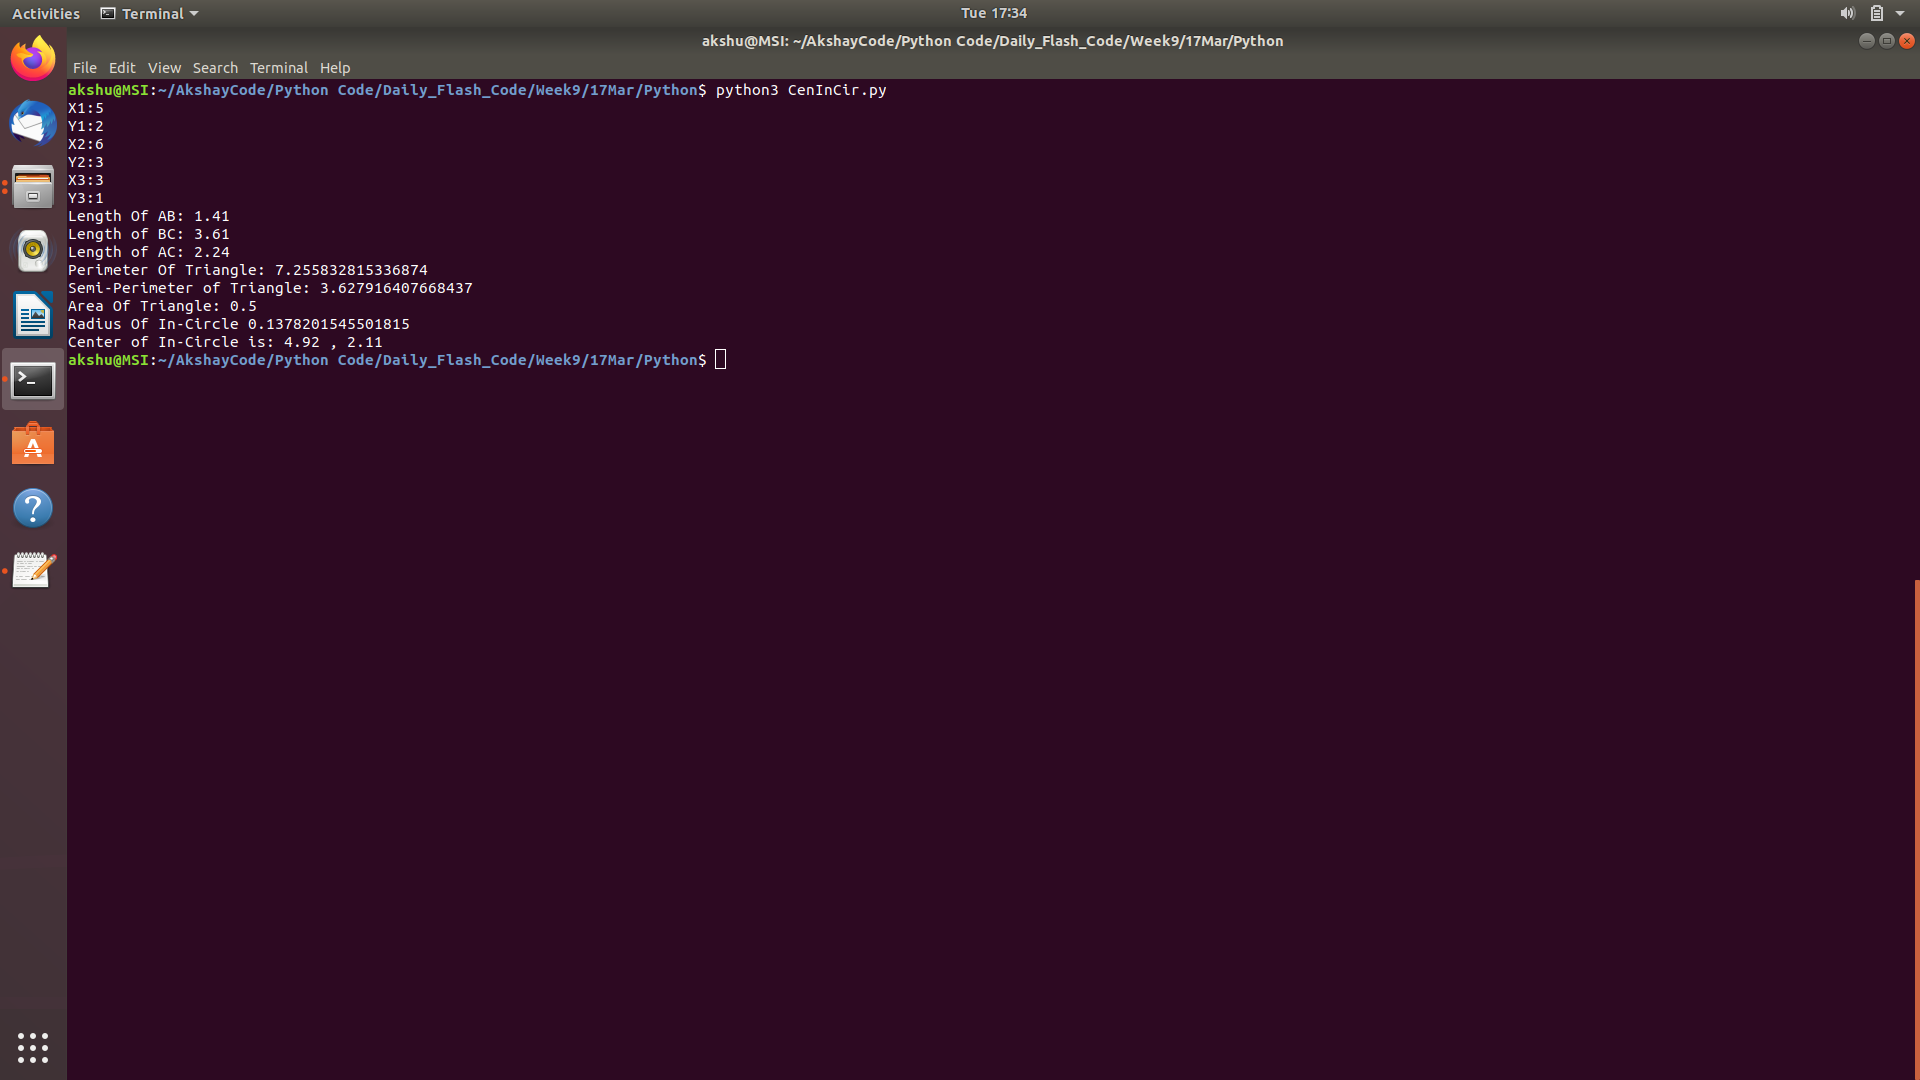 Activities Terminal Tue 17:34
akshu@MSI: ~/AkshayCode/Python Code/Daily_Flash_Code/Week9/17Mar/Python
File Edit View Search Terminal Help
akshu@MSI:~/AkshayCode/Python Code/Daily_Flash_Code/Week9/17Mar/Python$ python3 CenInCir.py
X1:5
Y1:2
X2:6
Y2:3
X3:3
Y3:1
Length Of AB: 1.41
Length of BC: 3.61
Length of AC: 2.24
Perimeter Of Triangle: 7.255832815336874
Semi-Perimeter of Triangle: 3.627916407668437
Area Of Triangle: 0.5
Radius Of In-Circle 0.1378201545501815
Center of In-Circle is: 4.92 , 2.11
akshu@MSI:~/AkshayCode/Python Code/Daily_Flash_Code/Week9/17Mar/Python$